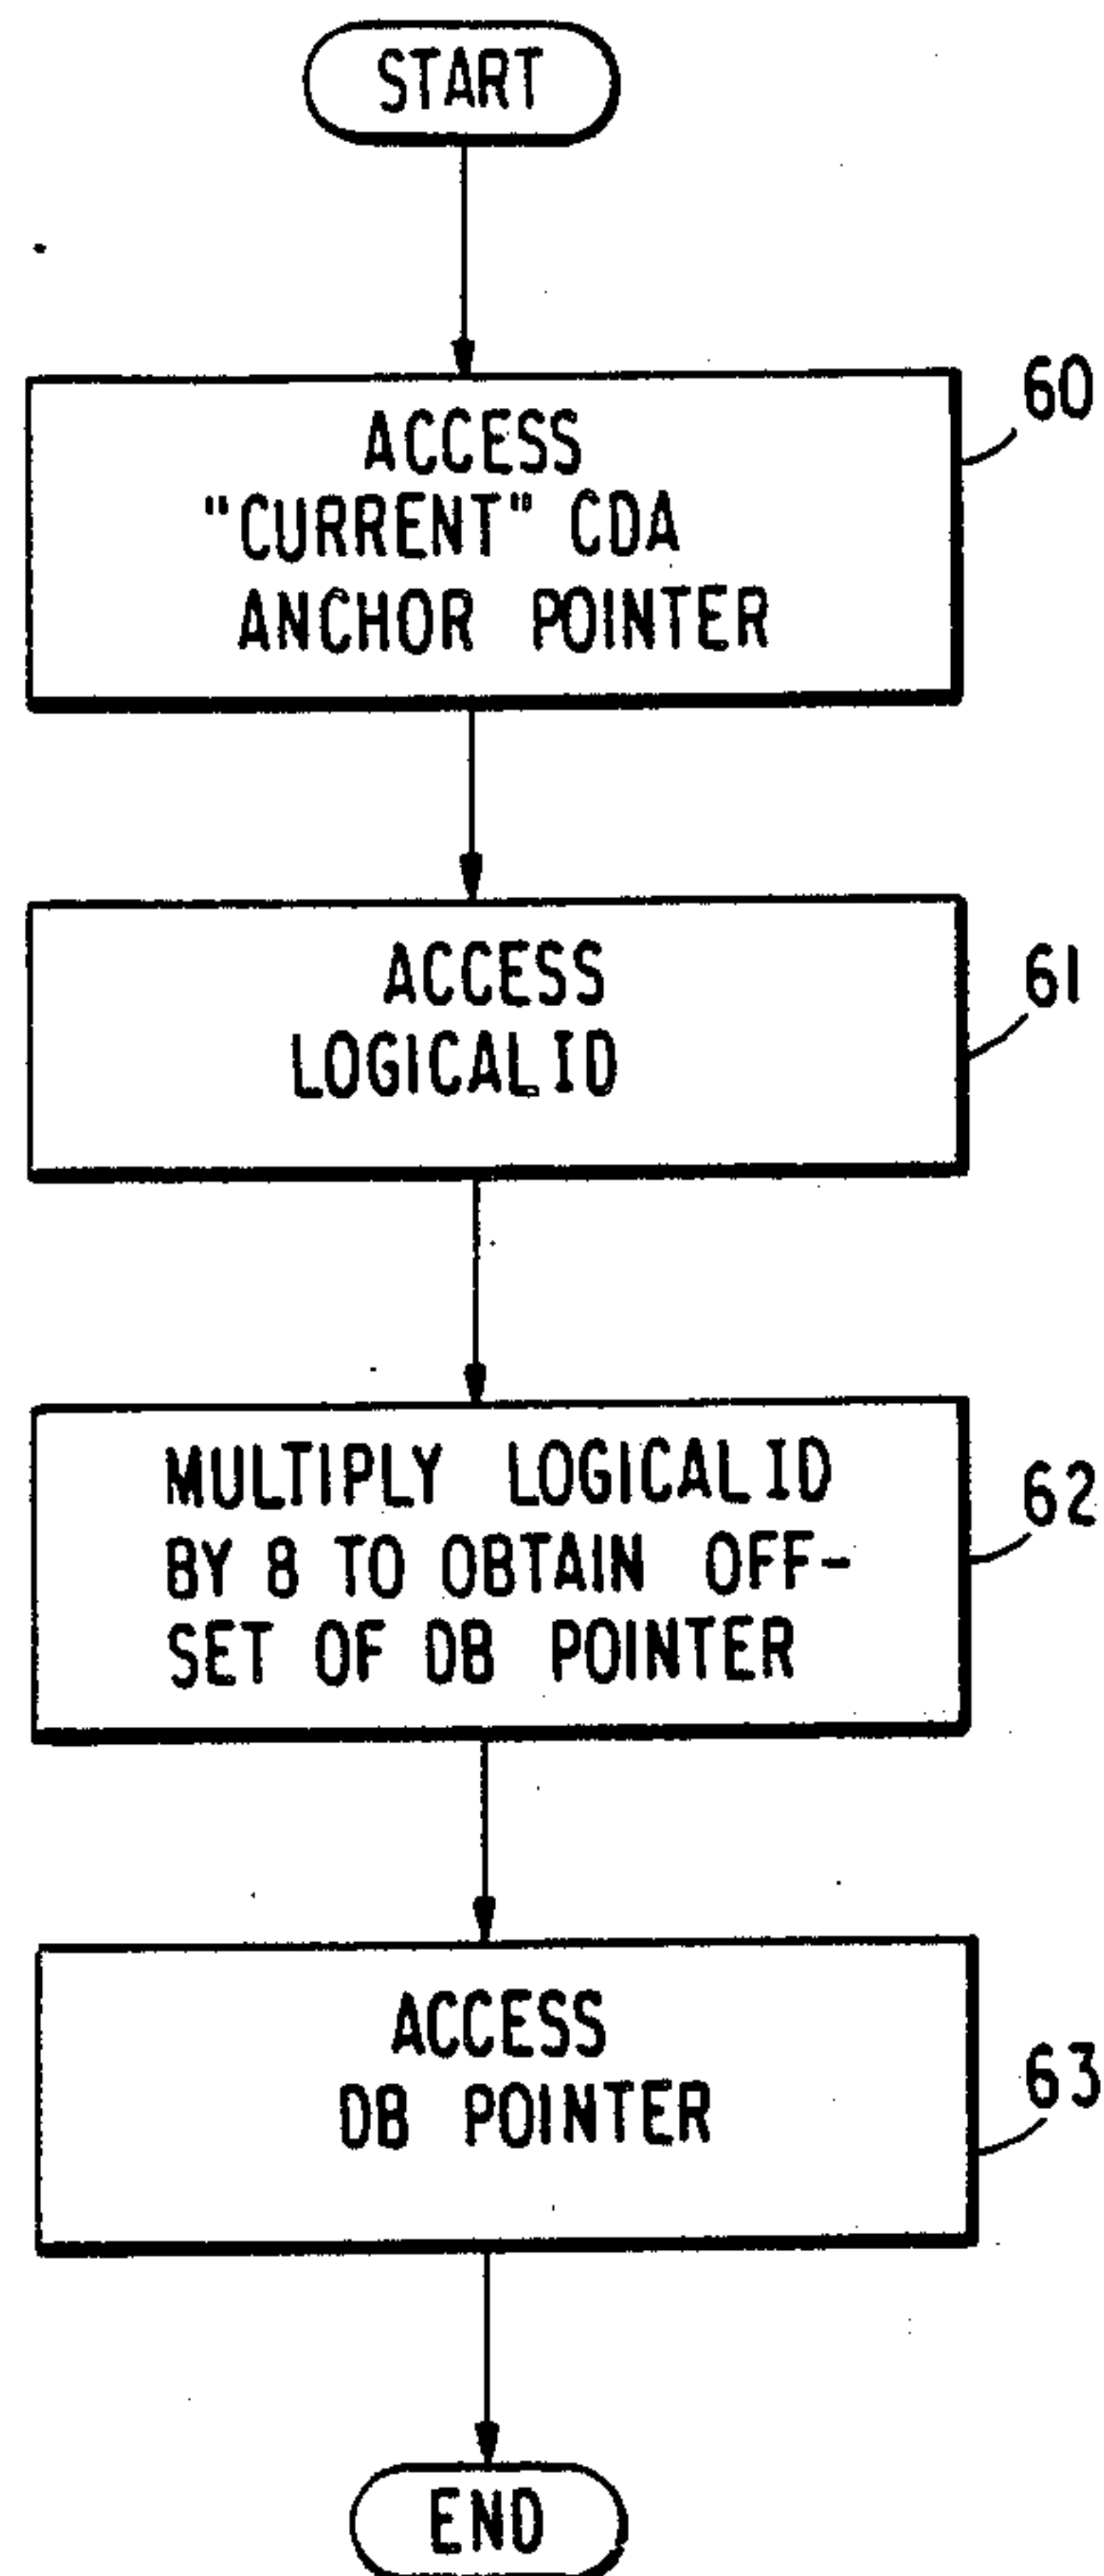 START
60
ACCESS
"CURRENT" CDA
ANCHOR POINTER
61
ACCESS
LOGICALID
62
MULTIPLY LOGICALID
BY 8 TO OBTAIN OFF-
SET OF DB POINTER
63
ACCESS
DB POINTER
END